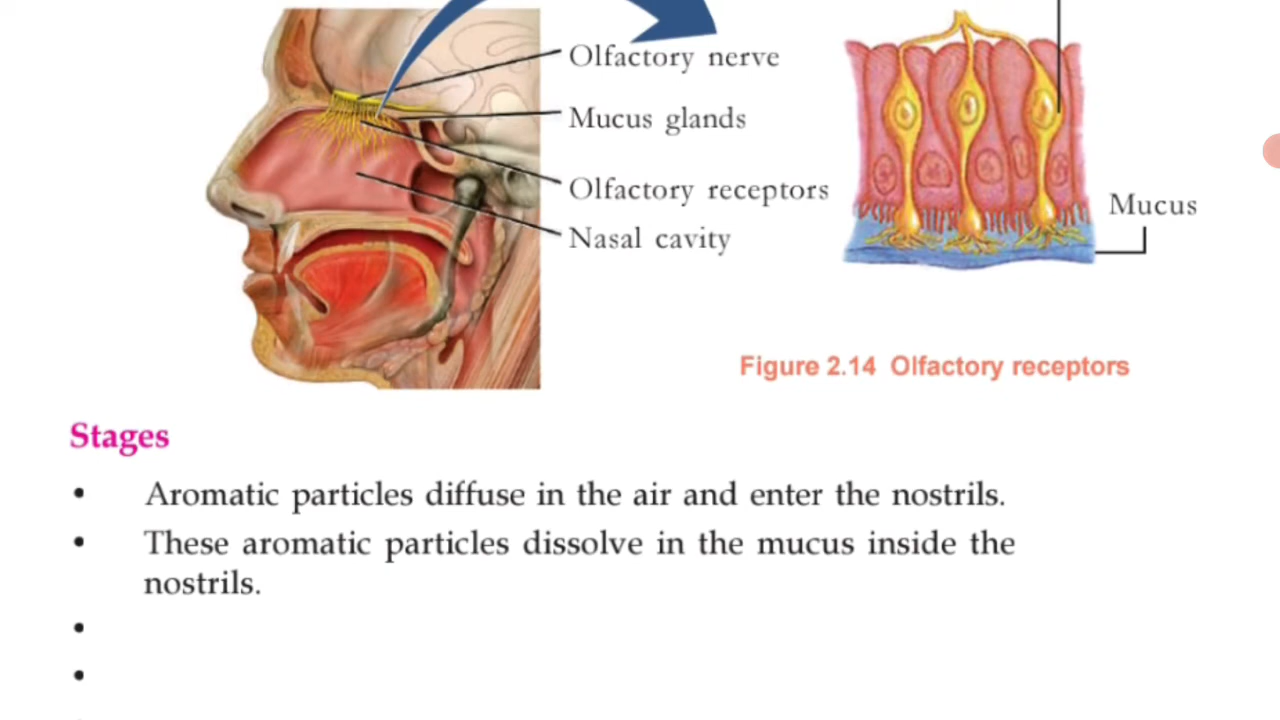 Olfactory nerve
Mucus glands
Olfactory receptors
Nasal cavity
Mucus
Figure 2.14 Olfactory receptors
Stages
• Aromatic particles diffuse in the air and enter the nostrils.
• These aromatic particles dissolve in the mucus inside the
nostrils.
•
•